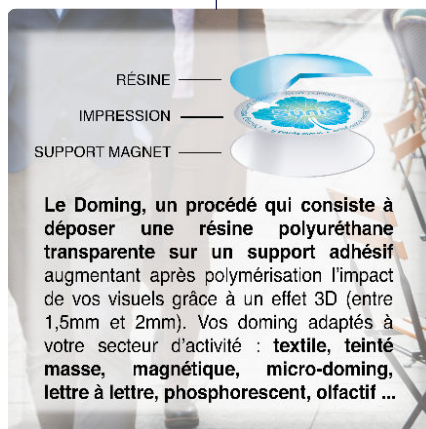 RÉSINE
IMPRESSION
SUPPORT MAGNET
Le Doming, un procédé qui consiste à
déposer une résine polyuréthane
transparente sur un support adhésif
augmentant après polymérisation l'impact
de vos visuels grâce à un effet 3D (entre
1,5mm et 2mm). Vos doming adaptés à
votre secteur d'activité : textile, teinté
masse, magnétique, micro-doming,
lettre à lettre, phosphorescent, olfactif ...